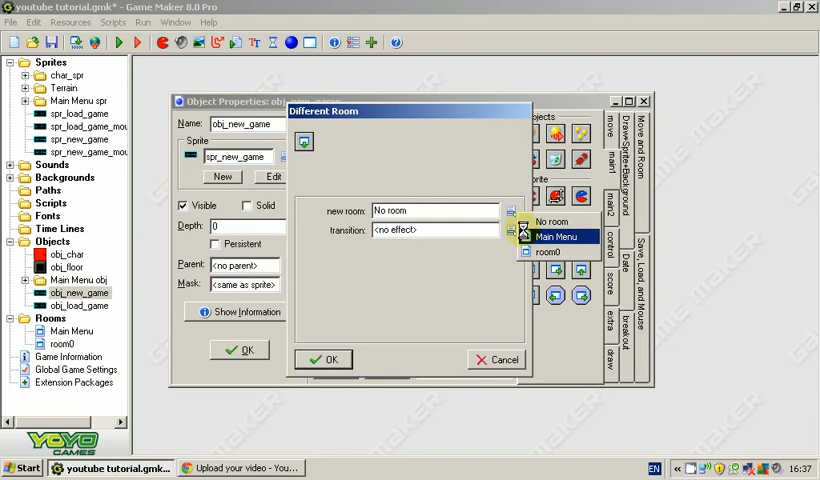 youtube tutorial.gmk* - Game Maker 8.0 Pro
File Edit Resources Scripts Run Window Help
Sprites
char_spr
Terrain
Main Menu spr
spr_load_game
spr_load_game_mou
spr_new_game
spr_new_game_mou
Sounds
Backgrounds
Paths
Scripts
Fonts
Time Lines
Objects
obj_char
obj_floor
Main Menu obj
obj_new_game
obj_load_game
Rooms
Main Menu
room0
Game Information
Global Game Settings
Extension Packages
YOYO
GAMES
Object Properties: obj_
Name: obj_new_game
Sprite
spr_new_game
New Edit
Visible Solid
Depth: 0
Persistent
Parent: <no parent>
Mask: <same as sprite>
Show Information
OK
Different Room
new room: No room
transition: <no effect>
OK Cancel
No room
Main Menu
room0
move
main1
main2
control
score
extra
draw
Draw+Sprite+Background
Date
breakout
Move and Room
Save, Load, and Mouse
GAME MAKER
Start youtube tutorial.gmk... Upload your video - You... EN 16:37